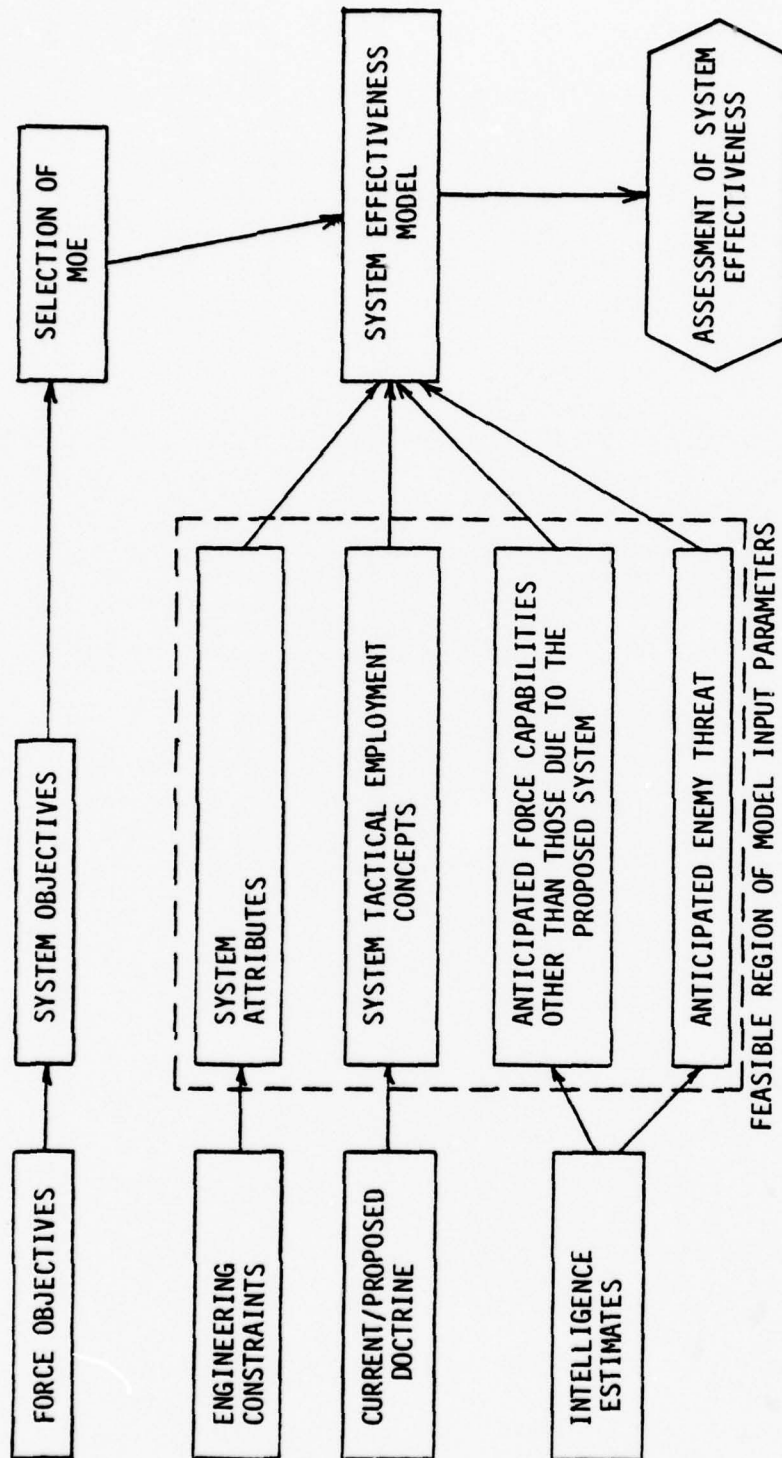 FORCE OBJECTIVES
SYSTEM OBJECTIVES
SELECTION OF
MOE
ENGINEERING
CONSTRAINTS
SYSTEM
ATTRIBUTES
CURRENT/PROPOSED
DOCTRINE
SYSTEM TACTICAL EMPLOYMENT
CONCEPTS
SYSTEM EFFECTIVENESS
MODEL
INTELLIGENCE
ESTIMATES
ANTICIPATED FORCE CAPABILITIES
OTHER THAN THOSE DUE TO THE
PROPOSED SYSTEM
ANTICIPATED ENEMY THREAT
FEASIBLE REGION OF MODEL INPUT PARAMETERS
ASSESSMENT OF SYSTEM
EFFECTIVENESS